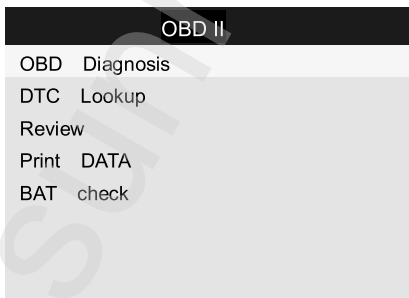 OBD II
OBD Diagnosis
DTC Lookup
Review
Print DATA
BAT check